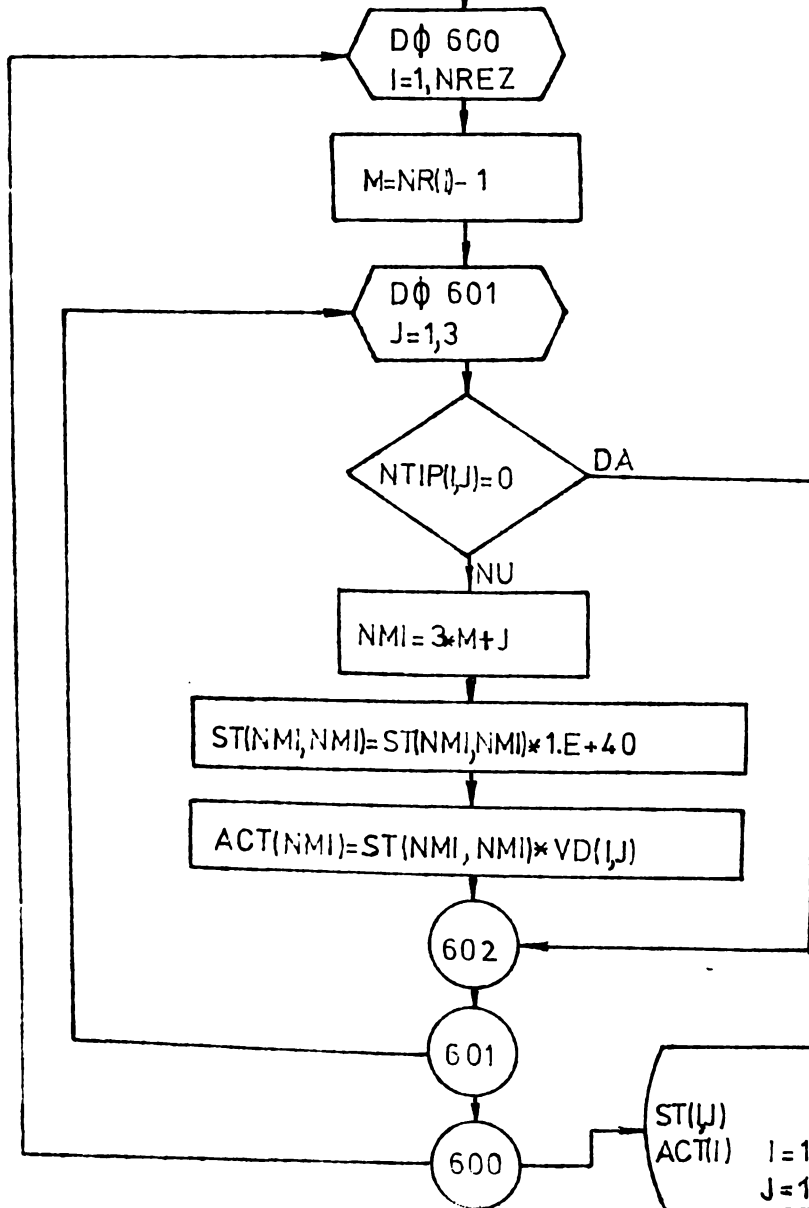 DΦ 600
I=1,NREZ
M=NR(I)-1
DΦ 601
J=1,3
NTIP(I,J)=0
DA
NU
NMI=3*M+J
ST(NMI,NMI)=ST(NMI,NMI)*1.E+40
ACT(NMI)=ST(NMI,NMI)*VD(I,J)
602
601
600
ST(I,J)
ACT(I) I=1
J=1